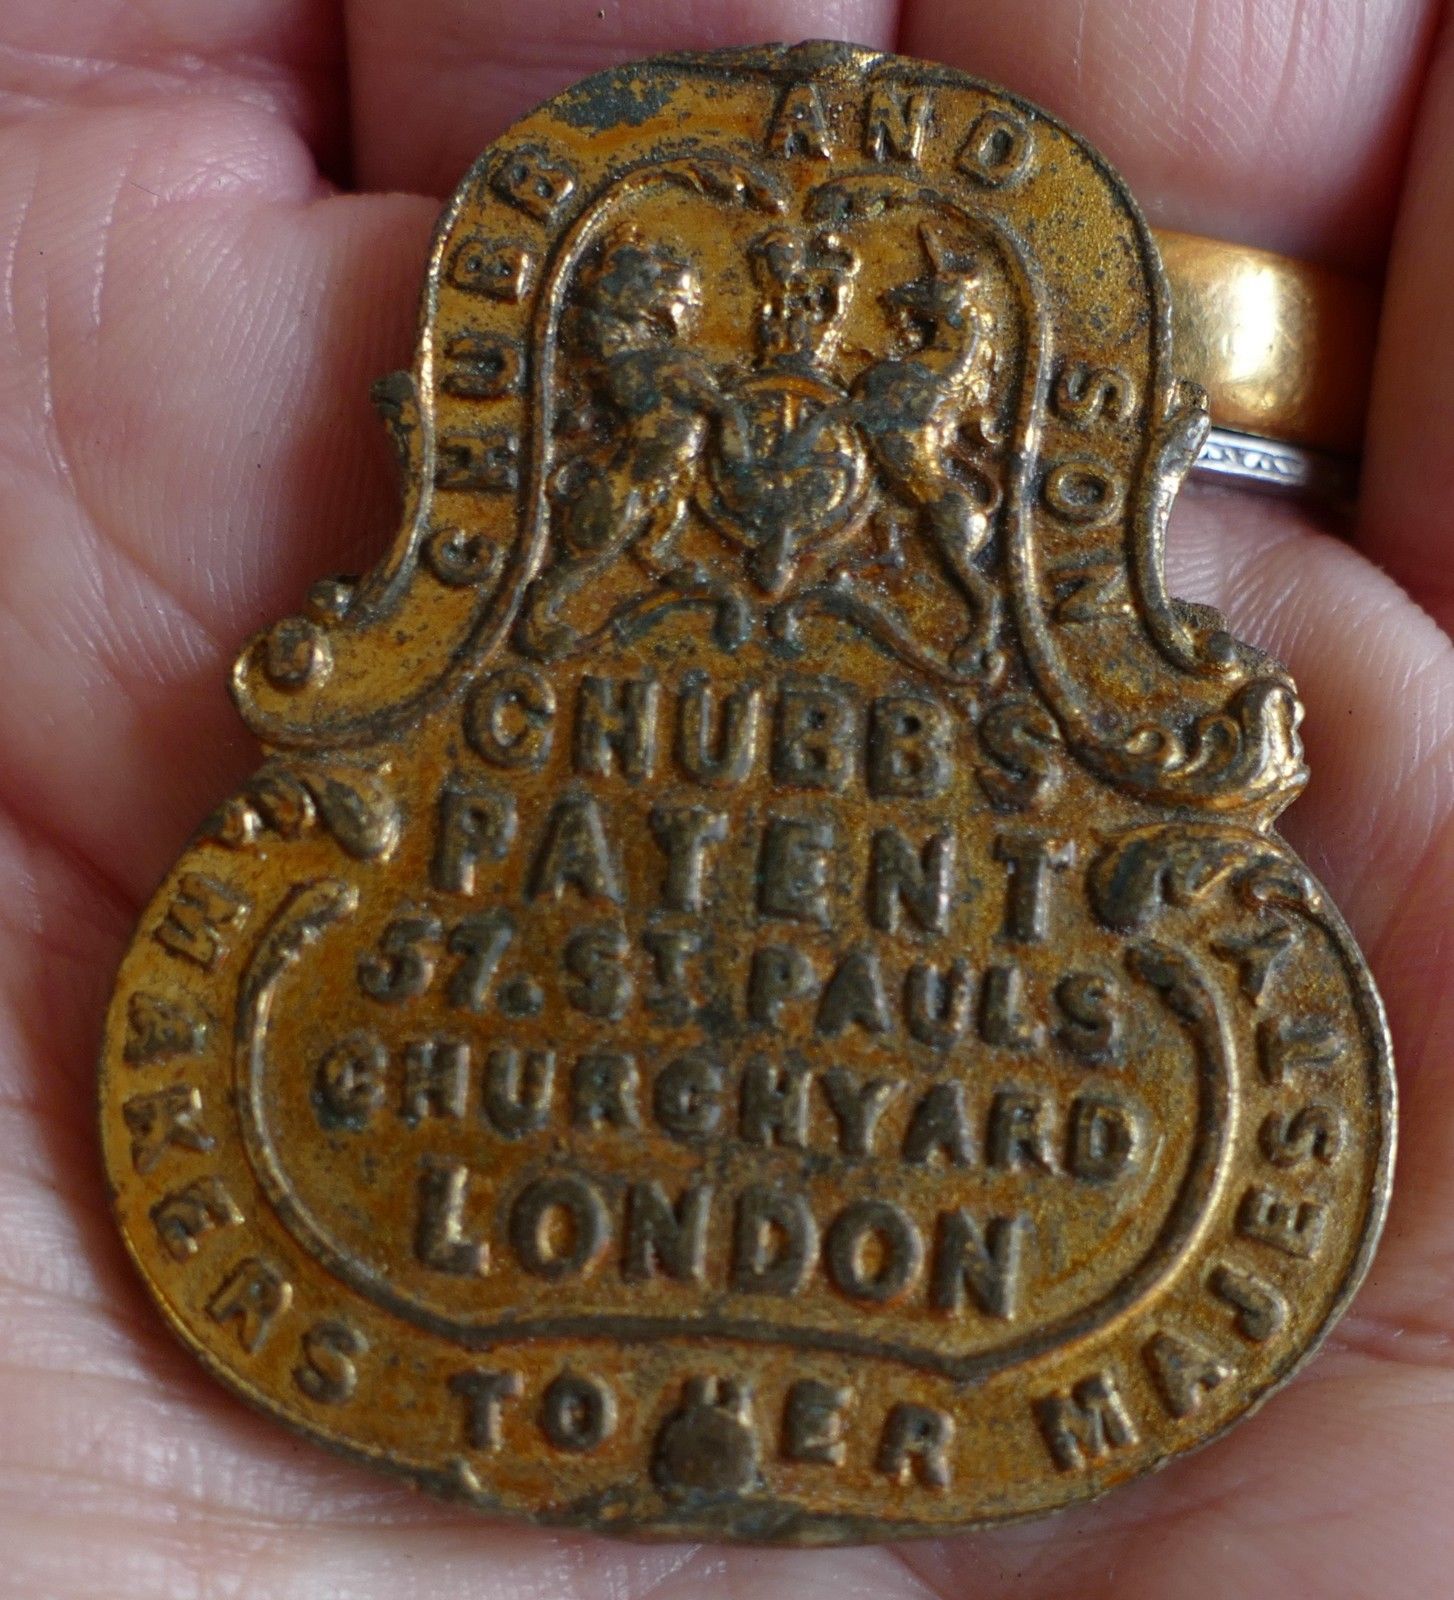 CHUBB AND SON
CHUBBS
PATENT
57. ST PAULS
CHURCHYARD
LONDON
MAKERS TO HER MAJESTY